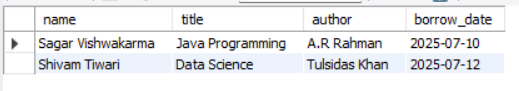 name title author borrow_date
Sagar Vishwakarma Java Programming A.R Rahman 2025-07-10
Shivam Tiwari Data Science Tulsidas Khan 2025-07-12